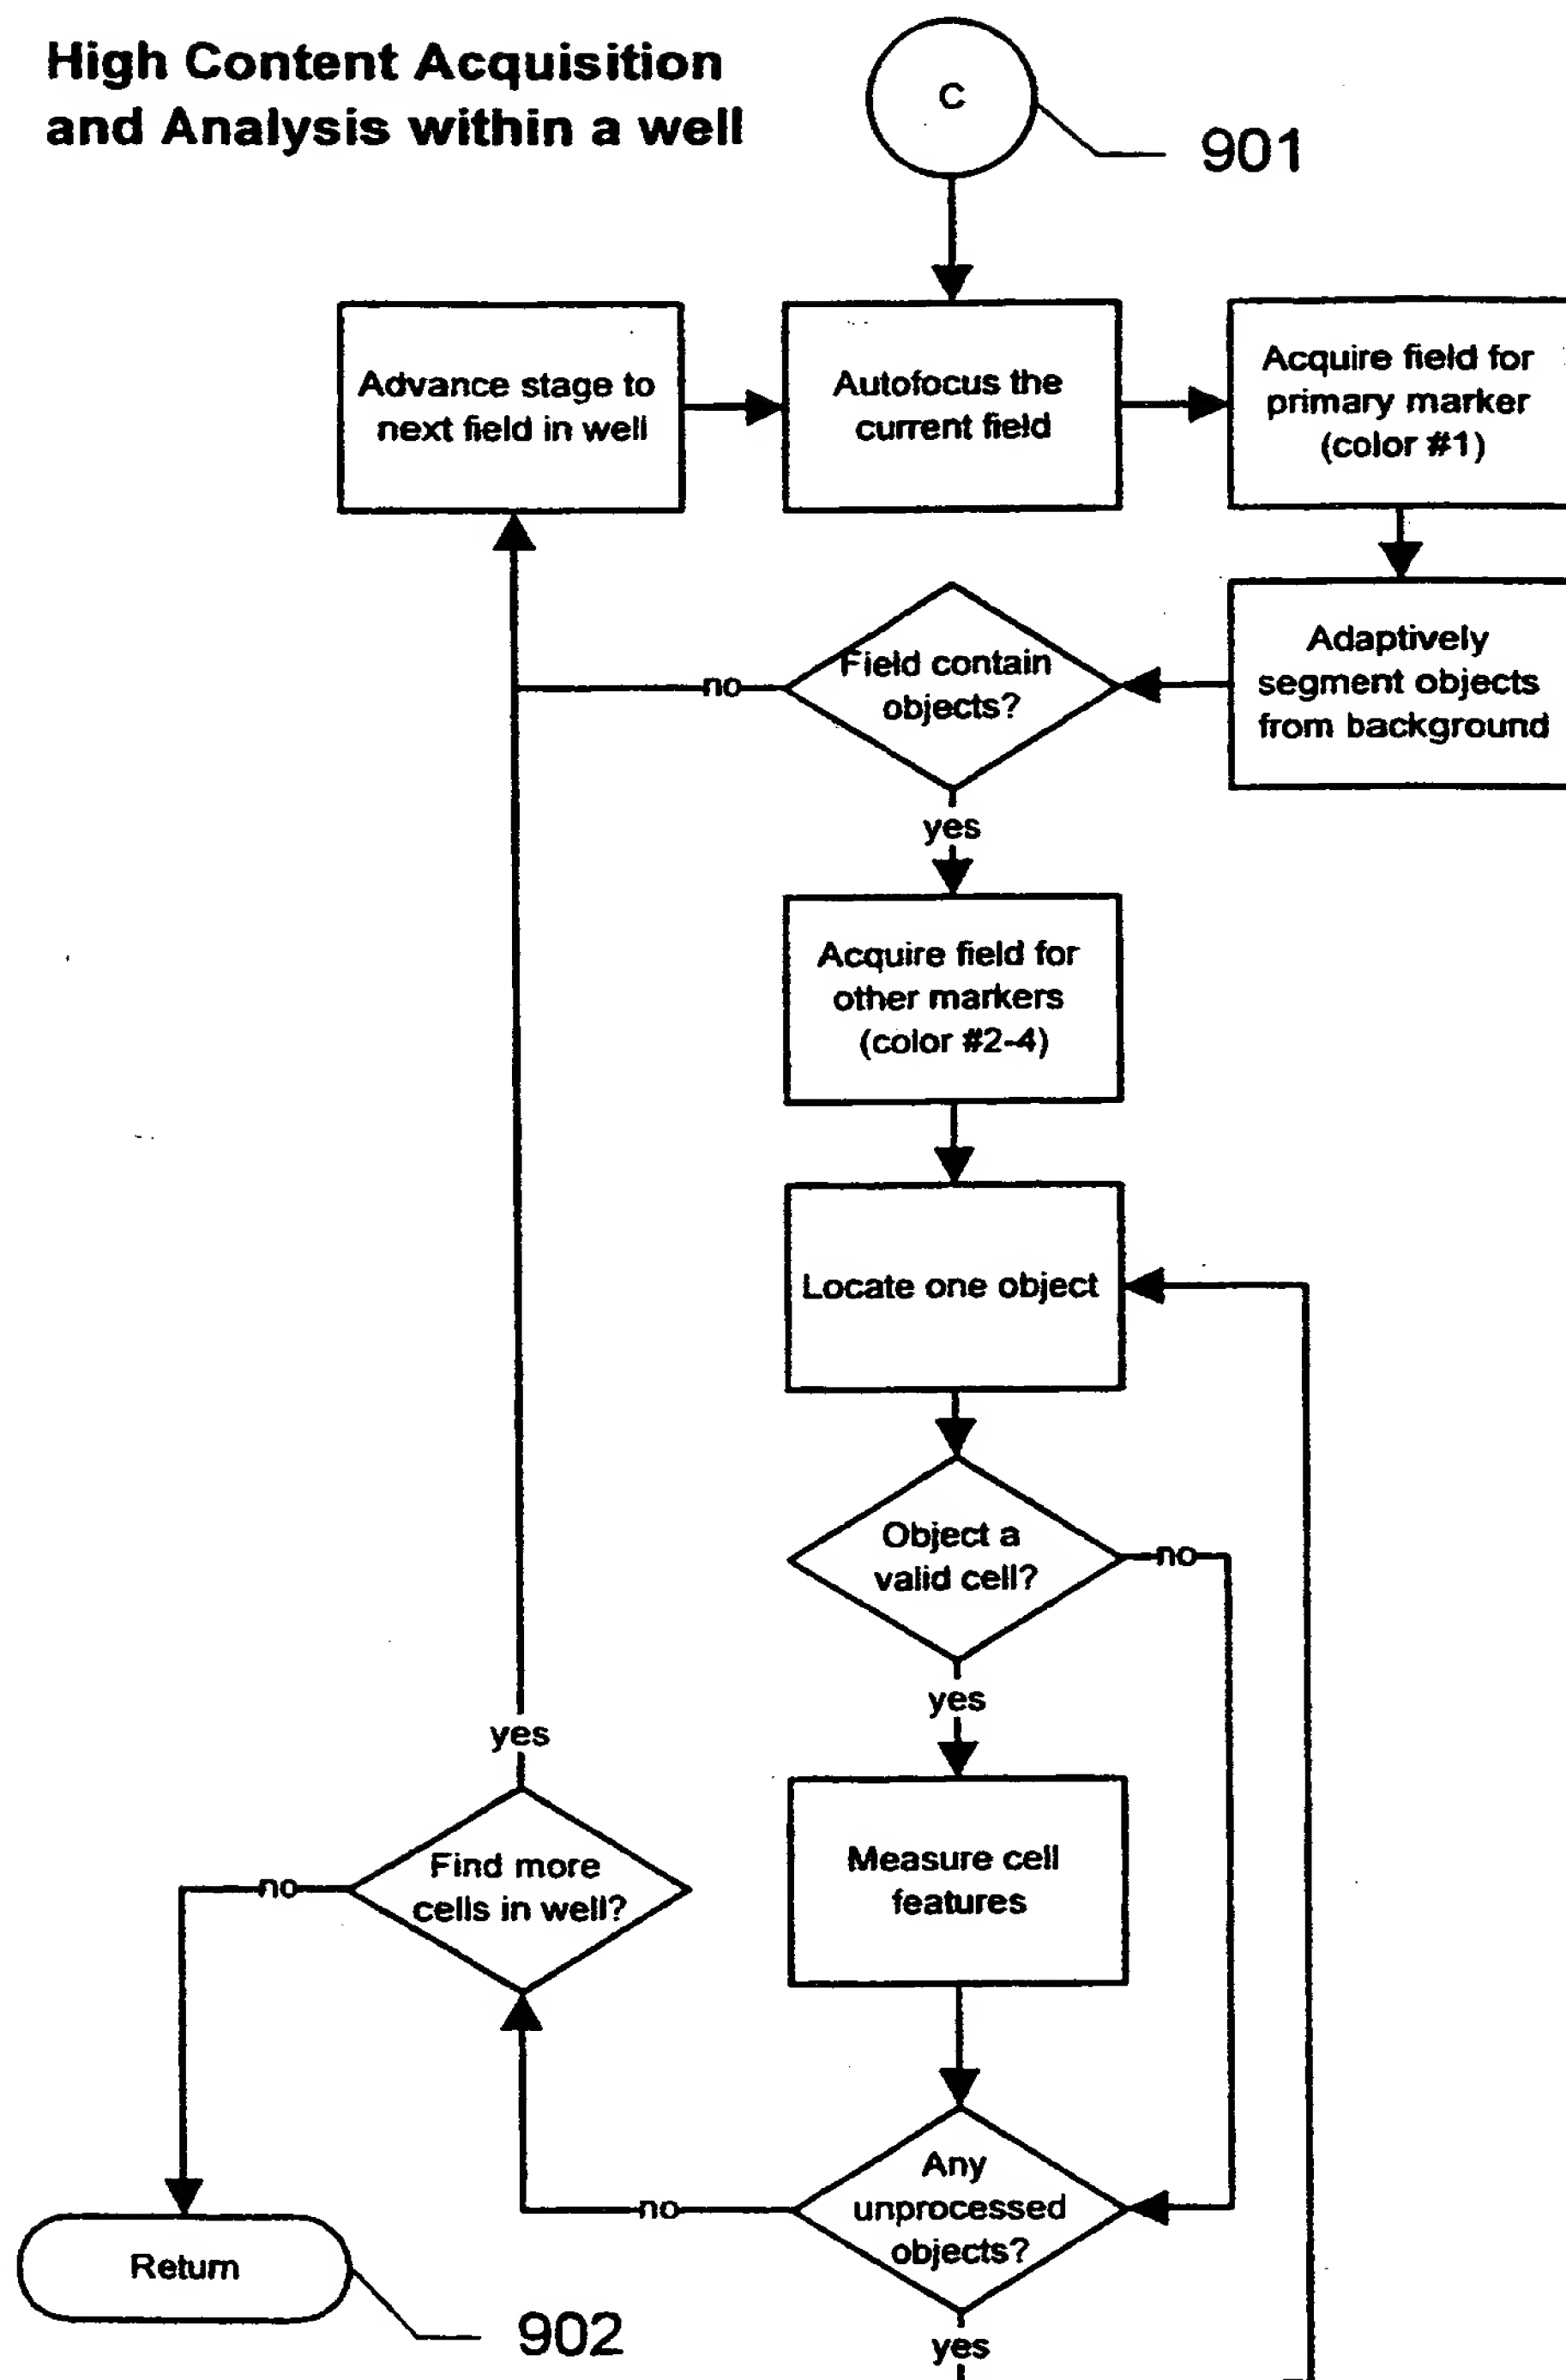 High Content Acquisition
and Analysis within a well
C
901
Advance stage to
next field in well
Autofocus the
current field
Acquire field for
primary marker
(color #1)
Field contain
objects?
no
Adaptively
segment objects
from background
yes
Acquire field for
other markers
(color #2-4)
Locate one object
Object a
valid cell?
no
yes
yes
Measure cell
features
Find more
cells in well?
no
Any
unprocessed
objects?
no
Return
902
yes